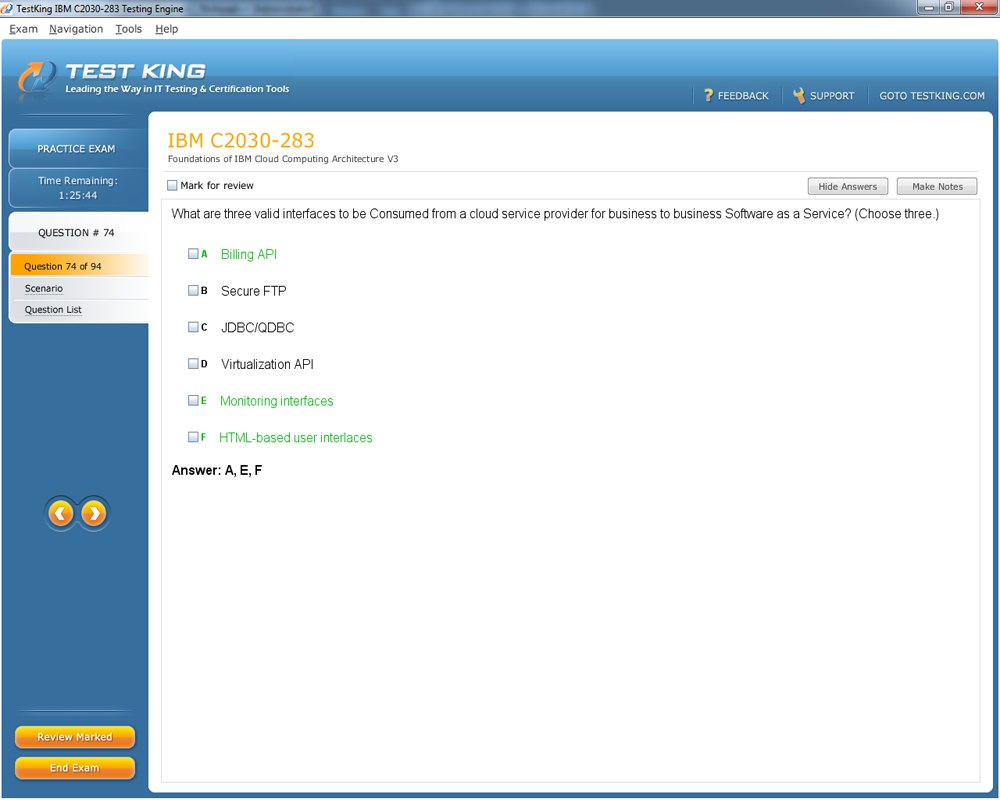 TestKing IBM C2030-283 Testing Engine
Exam Navigation Tools Help
TEST KING
Leading the Way in IT Testing & Certification Tools
? FEEDBACK SUPPORT GOTO TESTKING.COM
PRACTICE EXAM
Time Remaining:
1:25:44
QUESTION # 74
Question 74 of 94
Scenario
Question List
IBM C2030-283
Foundations of IBM Cloud Computing Architecture V3
Mark for review
Hide Answers Make Notes
What are three valid interfaces to be Consumed from a cloud service provider for business to business Software as a Service? (Choose three.)
A Billing API
B Secure FTP
C JDBC/QDBC
D Virtualization API
E Monitoring interfaces
F HTML-based user interlaces
Answer: A, E, F
Review Marked
End Exam